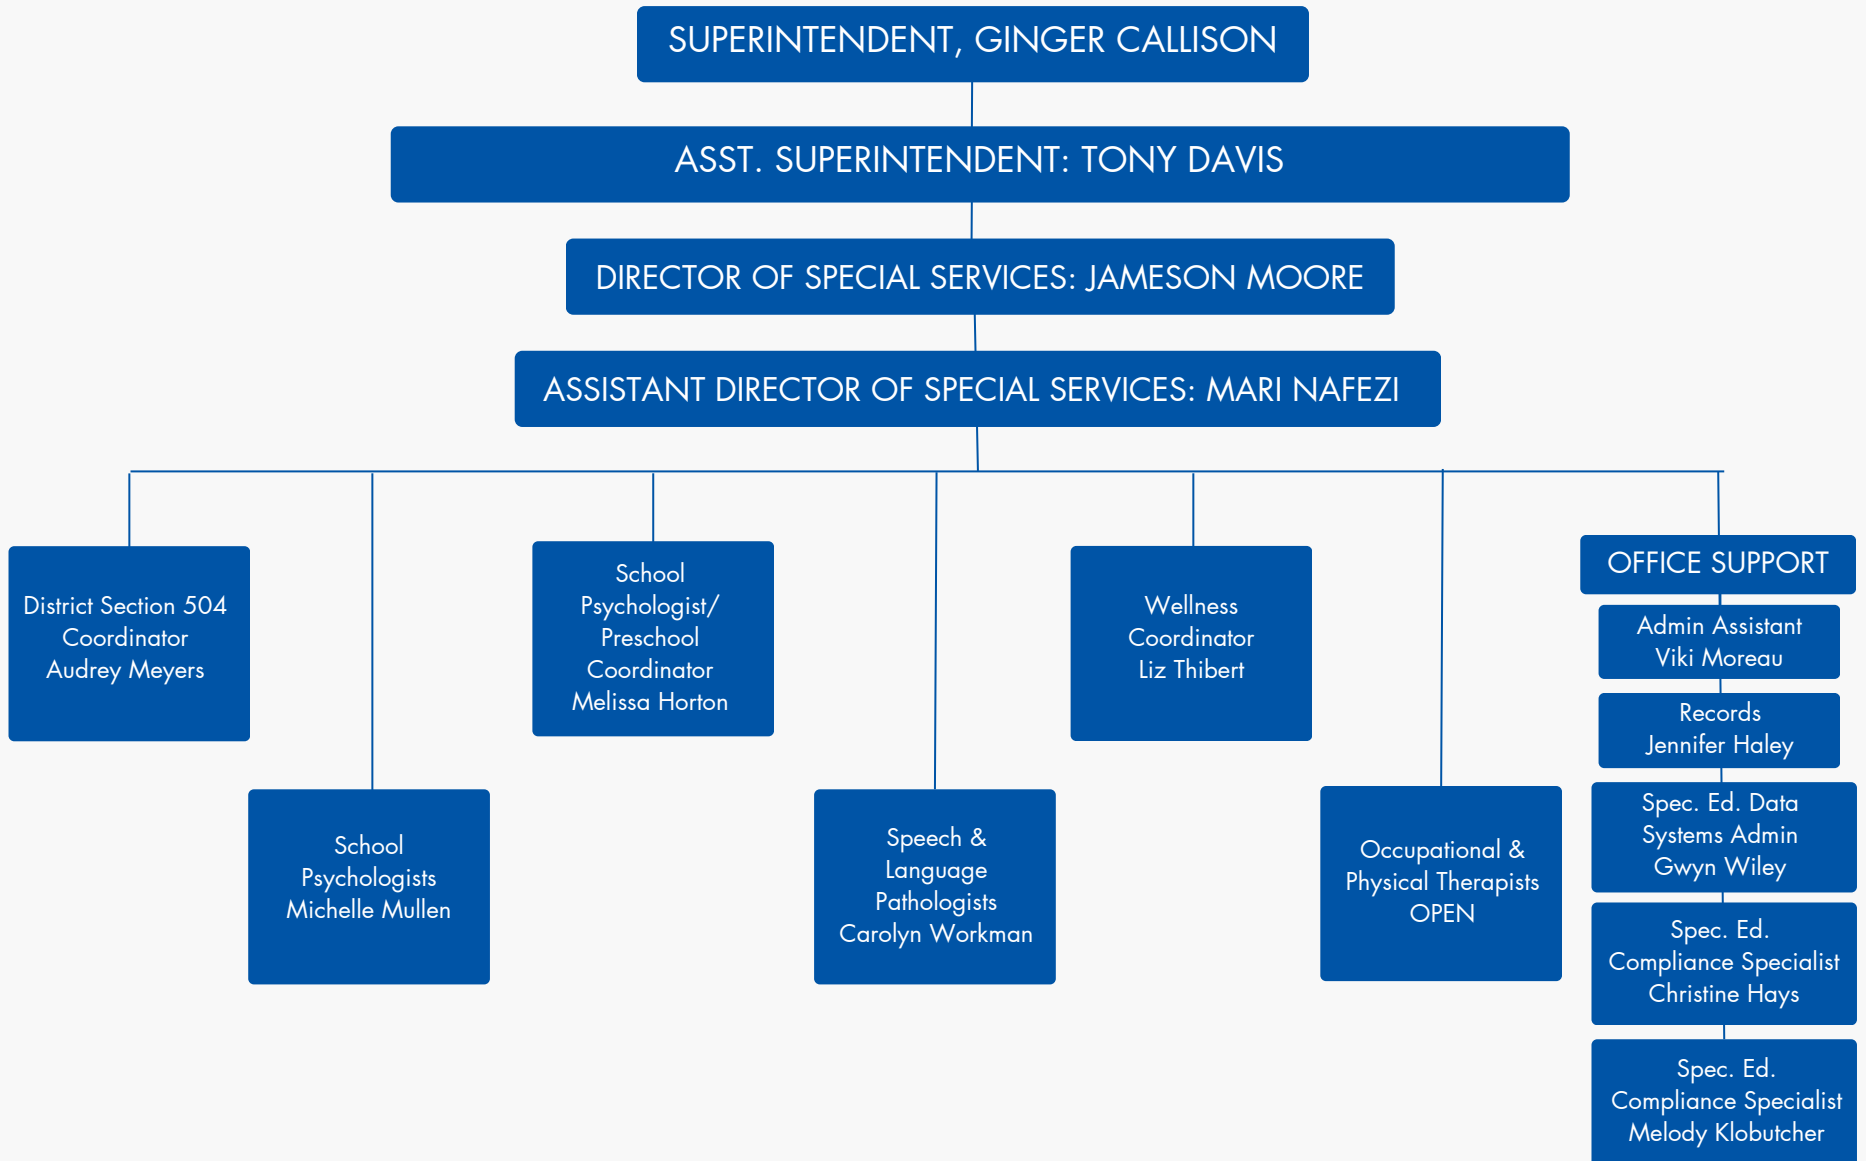 SUPERINTENDENT, GINGER CALLISON
ASST. SUPERINTENDENT: TONY DAVIS
DIRECTOR OF SPECIAL SERVICES: JAMESON MOORE
ASSISTANT DIRECTOR OF SPECIAL SERVICES: MARI NAFEZI
District Section 504
Coordinator
Audrey Meyers
School
Psychologists
Michelle Mullen
School
Psychologist/
Preschool
Coordinator
Melissa Horton
Speech &
Language
Pathologists
Carolyn Workman
Wellness
Coordinator
Liz Thibert
Occupational &
Physical Therapists
OPEN
OFFICE SUPPORT
Admin Assistant
Viki Moreau
Records
Jennifer Haley
Spec. Ed. Data
Systems Admin
Gwyn Wiley
Spec. Ed.
Compliance Specialist
Christine Hays
Spec. Ed.
Compliance Specialist
Melody Klobutcher